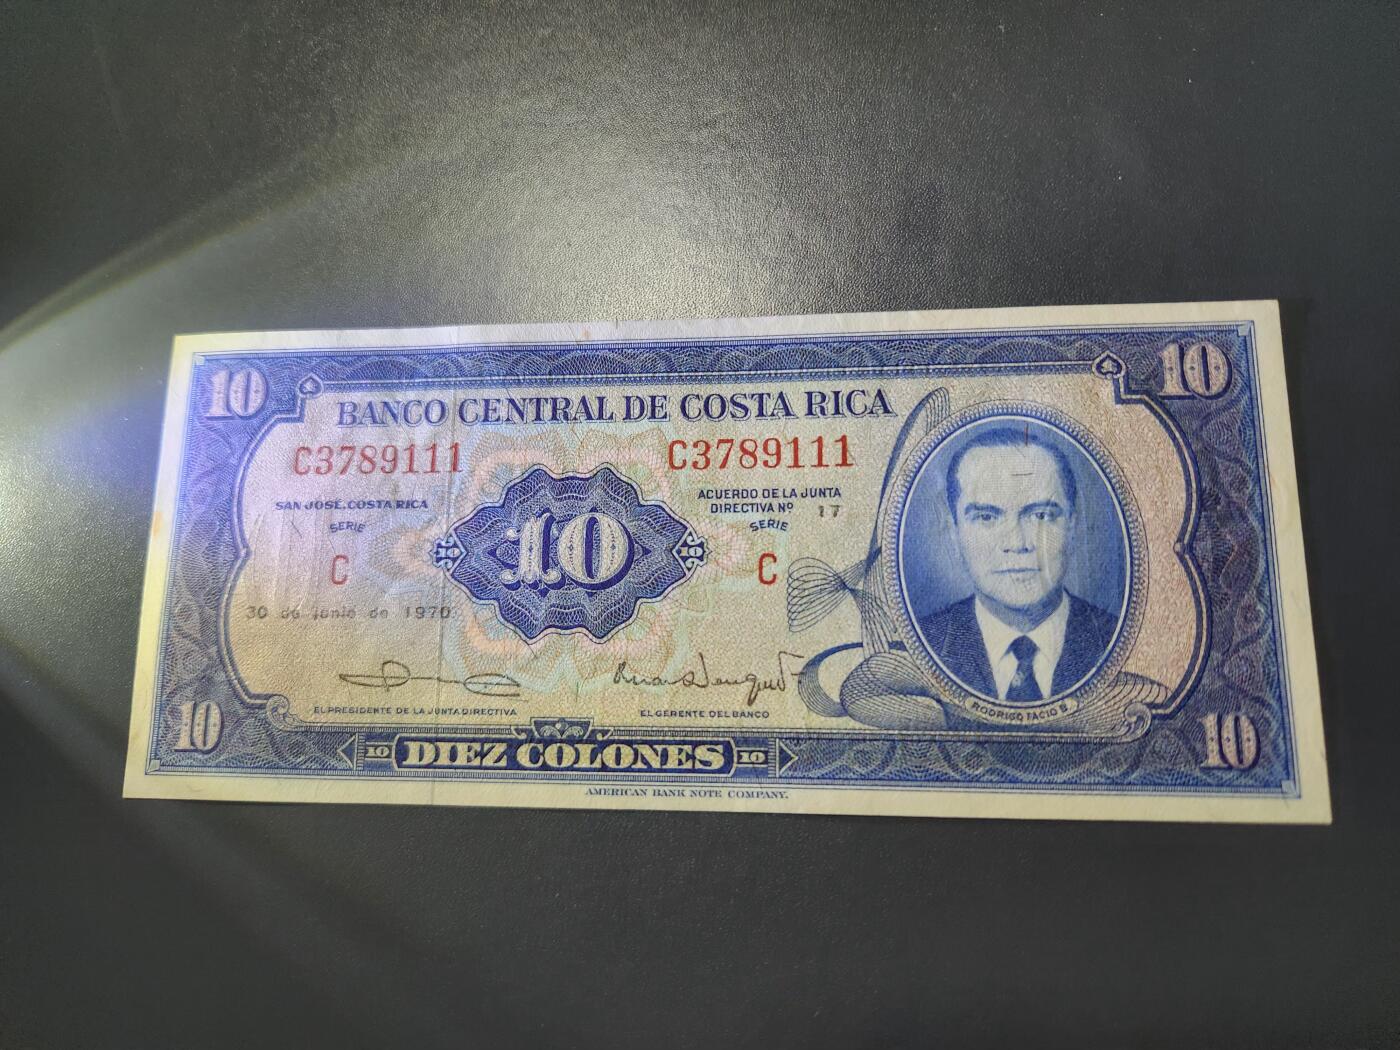 10 10
BANCO CENTRAL DE COSTA RICA
C3789111 C3789111
SAN JOSÉ, COSTA RICA
SERIE
C
ACUERDO DE LA JUNTA
DIRECTIVA Nº 17
SERIE
C
10 10 10
30 de junio de 1970
EL PRESIDENTE DE LA JUNTA DIRECTIVA
EL GERENTE DEL BANCO
RODRIGO FACIO B.
10 10
10 DIEZ COLONES 10
AMERICAN BANK NOTE COMPANY.